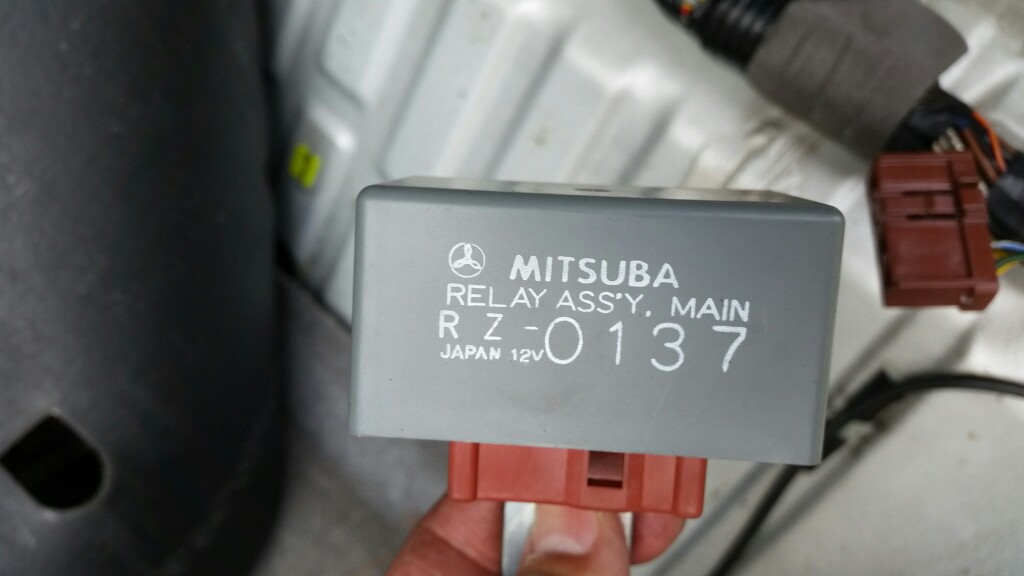 MITSUBA
RELAY ASS'Y. MAIN
RZ-0137
JAPAN 12V